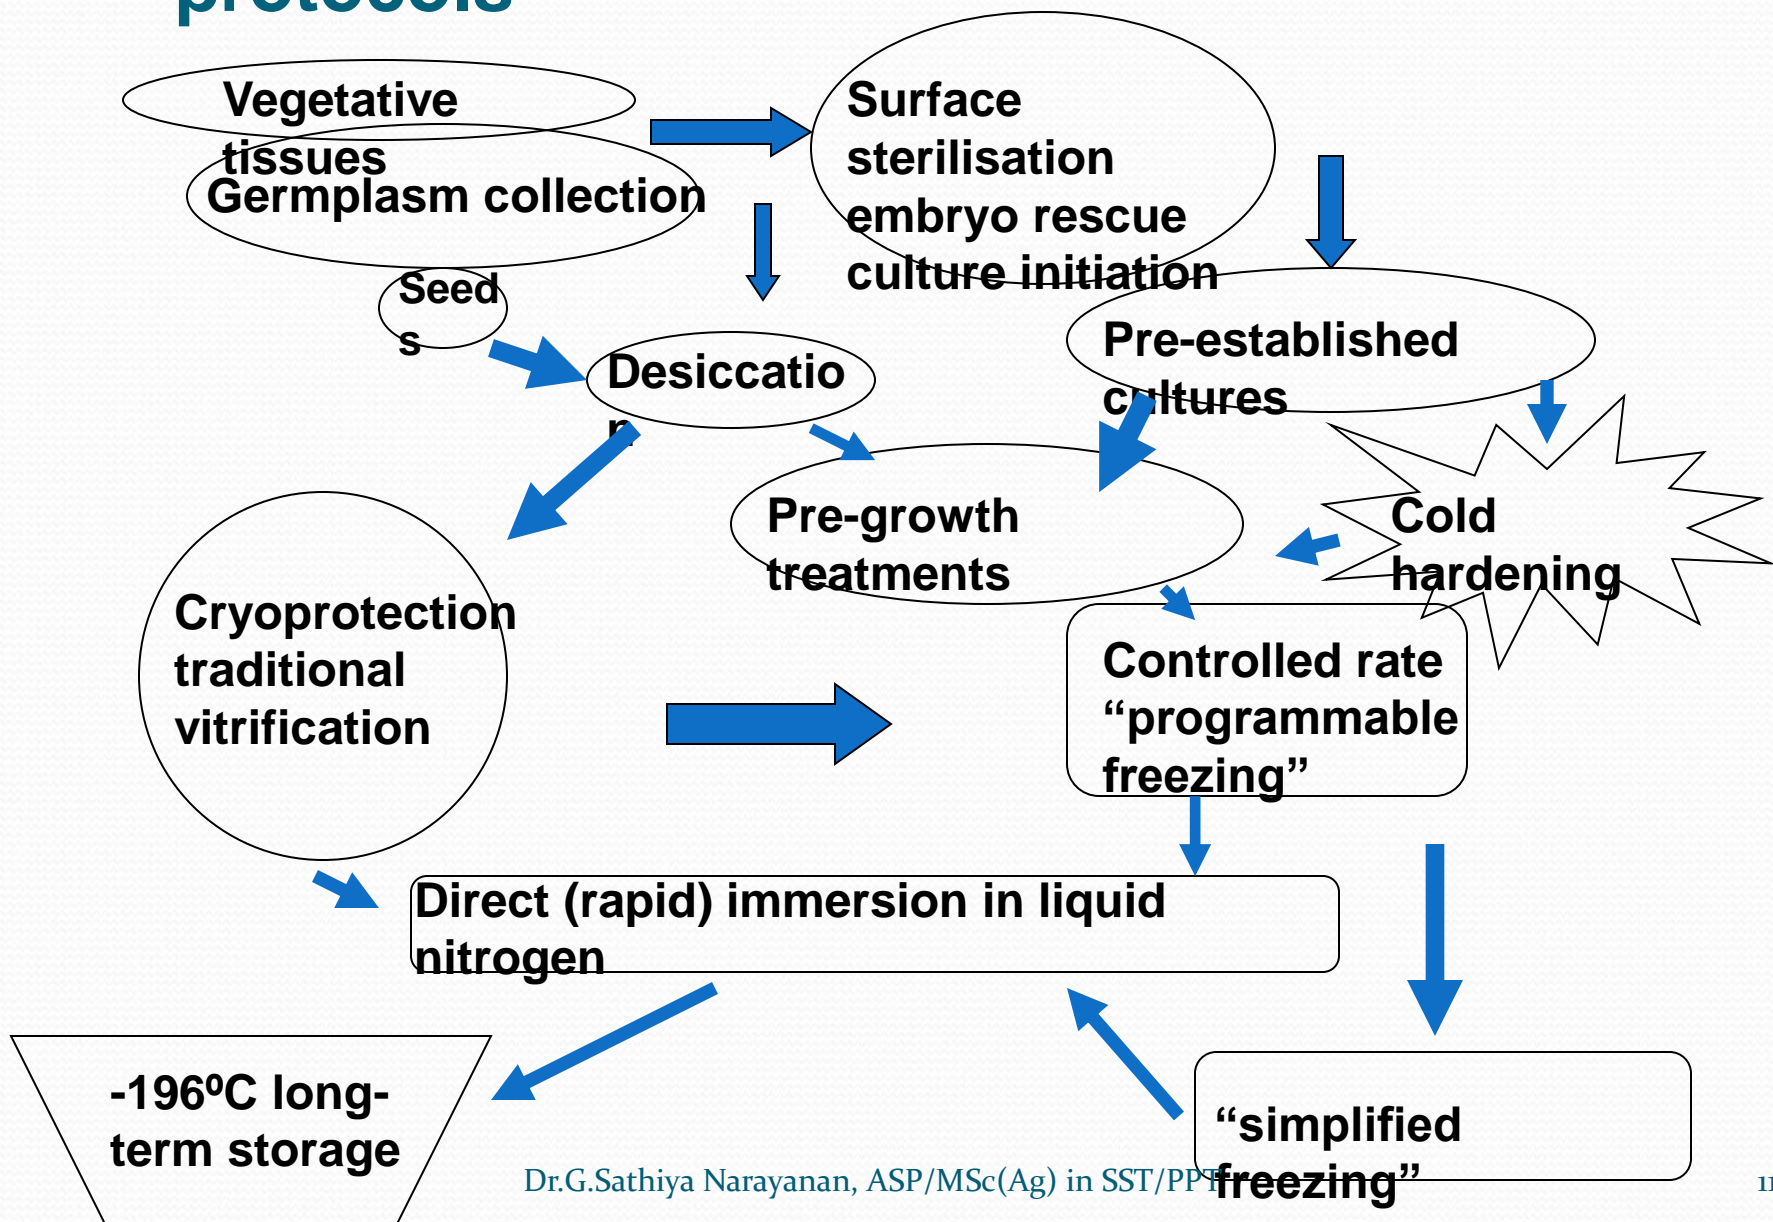 protocols
Vegetative
tissues
Germplasm collection
Seed
s
Surface
sterilisation
embryo rescue
culture initiation
Desiccatio
n
Pre-established
cultures
Pre-growth
treatments
Cold
hardening
Cryoprotection
traditional
vitrification
Controlled rate
“programmable
freezing”
Direct (rapid) immersion in liquid
nitrogen
-196ºC long-
term storage
“simplified
freezing”
Dr.G.Sathiya Narayanan, ASP/MSc(Ag) in SST/PPT